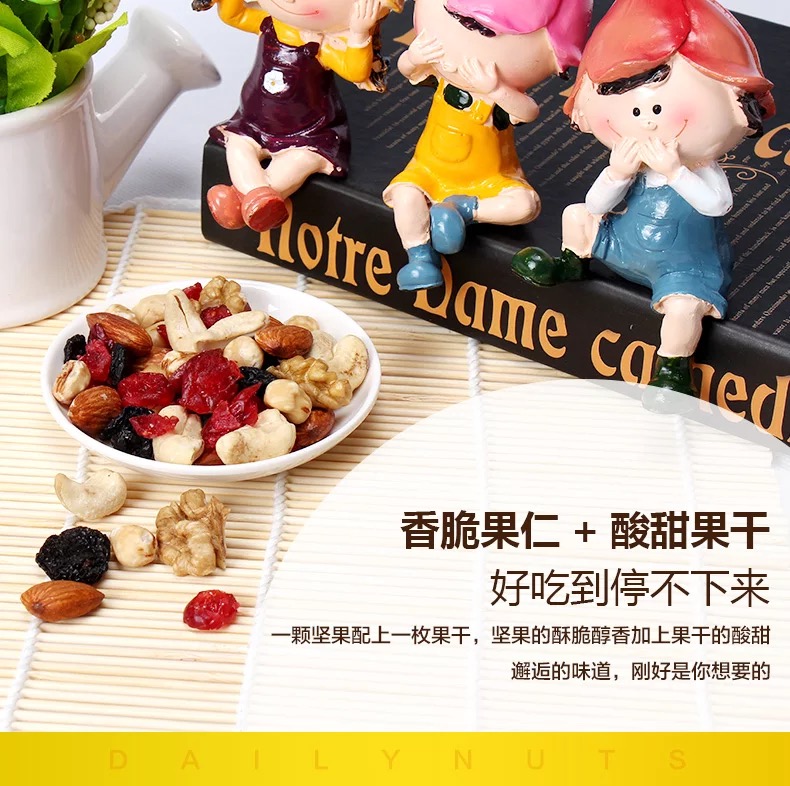 Notre Dame
香脆果仁 + 酸甜果干
好吃到停不下来
一颗坚果配上一枚果干，坚果的酥脆醇香加上果干的酸甜
邂逅的味道，刚好是你想要的
DAILYNUTS